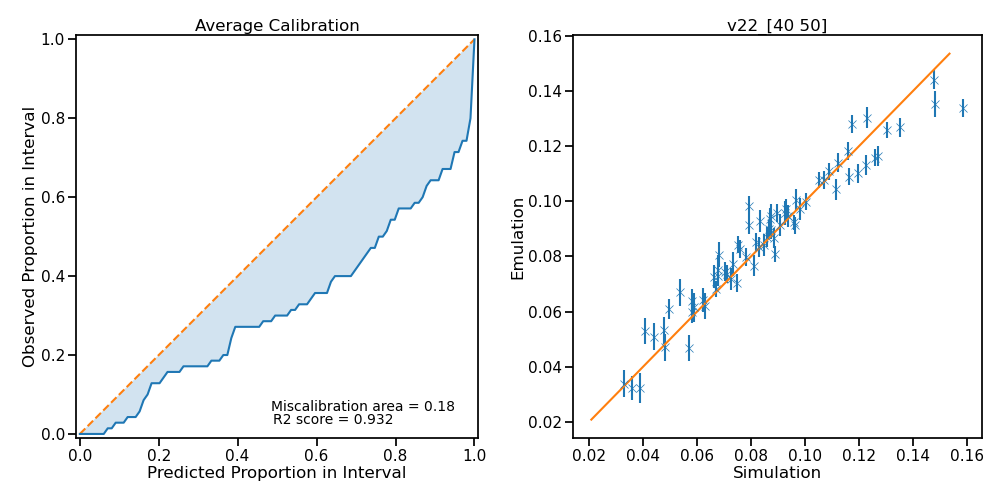 Average Calibration
1.0
0.8
0.6
0.4
0.2
0.0
Observed Proportion in Interval
Miscalibration area = 0.18
R2 score = 0.932
0.0 0.2 0.4 0.6 0.8 1.0
Predicted Proportion in Interval
v22 [40 50]
0.16
0.14
0.12
0.10
0.08
0.06
0.04
0.02
Emulation
0.02 0.04 0.06 0.08 0.10 0.12 0.14 0.16
Simulation